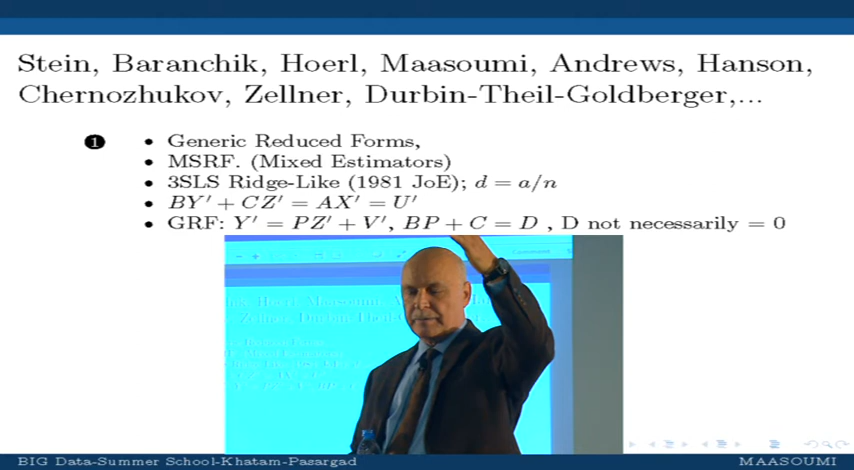 Stein, Baranchik, Hoerl, Maasoumi, Andrews, Hanson,
Chernozhukov, Zellner, Durbin-Theil-Goldberger,...
1 • Generic Reduced Forms,
• MSRF. (Mixed Estimators)
• 3SLS Ridge-Like (1981 JoE); d = a/n
• BY′ + CZ′ = AX′ = U′
• GRF: Y′ = PZ′ + V′, BP + C = D , D not necessarily = 0
BIG Data-Summer School-Khatam-Pasargad MAASOUMI